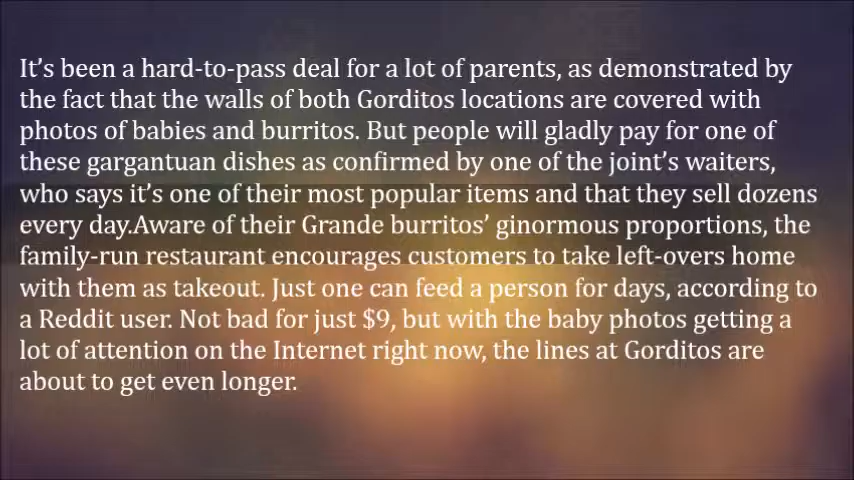 It’s been a hard-to-pass deal for a lot of parents, as demonstrated by
the fact that the walls of both Gorditos locations are covered with
photos of babies and burritos. But people will gladly pay for one of
these gargantuan dishes as confirmed by one of the joint’s waiters,
who says it’s one of their most popular items and that they sell dozens
every day.Aware of their Grande burritos’ ginormous proportions, the
family-run restaurant encourages customers to take left-overs home
with them as takeout. Just one can feed a person for days, according to
a Reddit user. Not bad for just $9, but with the baby photos getting a
lot of attention on the Internet right now, the lines at Gorditos are
about to get even longer.